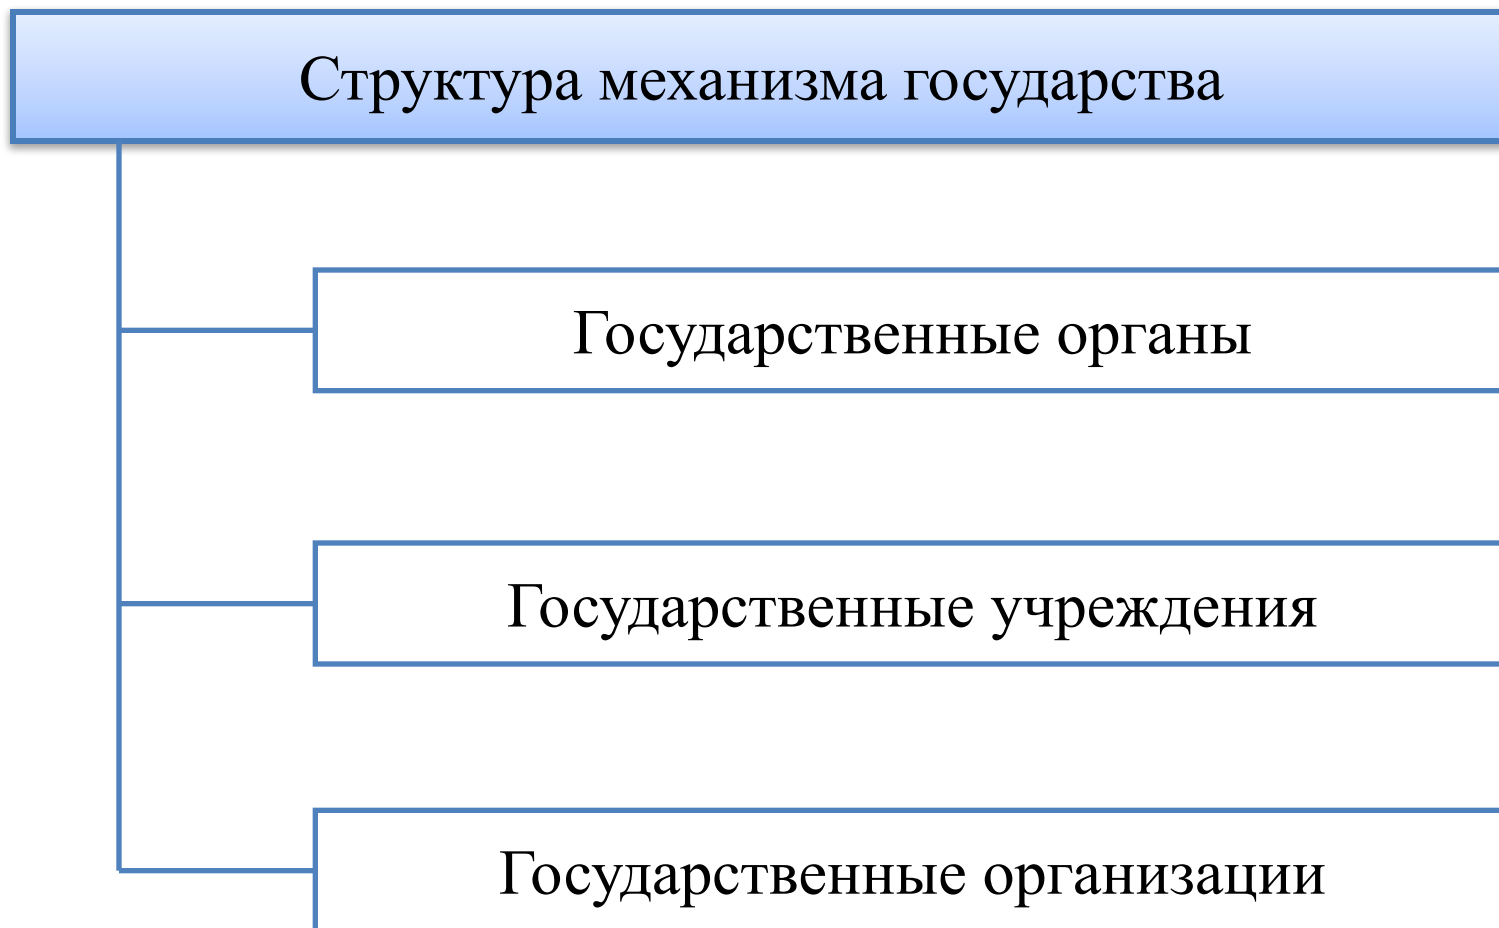 Структура механизма государства
Государственные органы
Государственные учреждения
Государственные организации